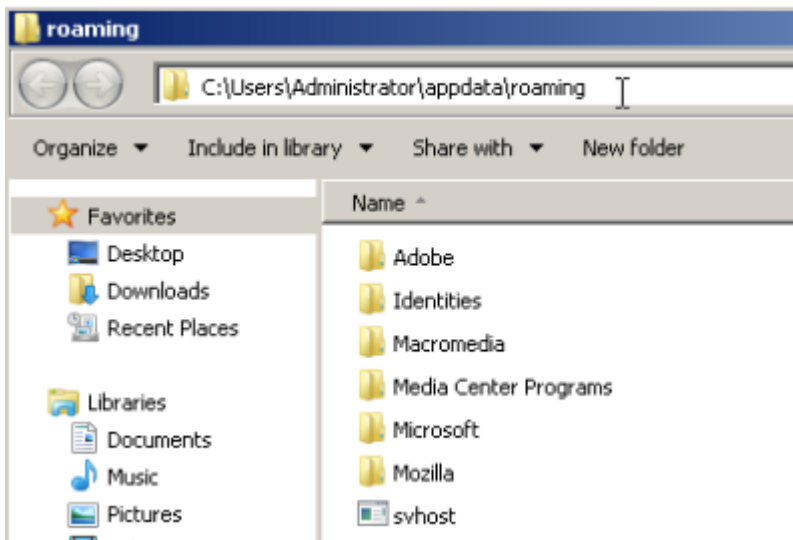 roaming
C:\Users\Administrator\appdata\roaming
Organize Include in library Share with New folder
Favorites
Desktop
Downloads
Recent Places
Libraries
Documents
Music
Pictures
Name
Adobe
Identities
Macromedia
Media Center Programs
Microsoft
Mozilla
svhost